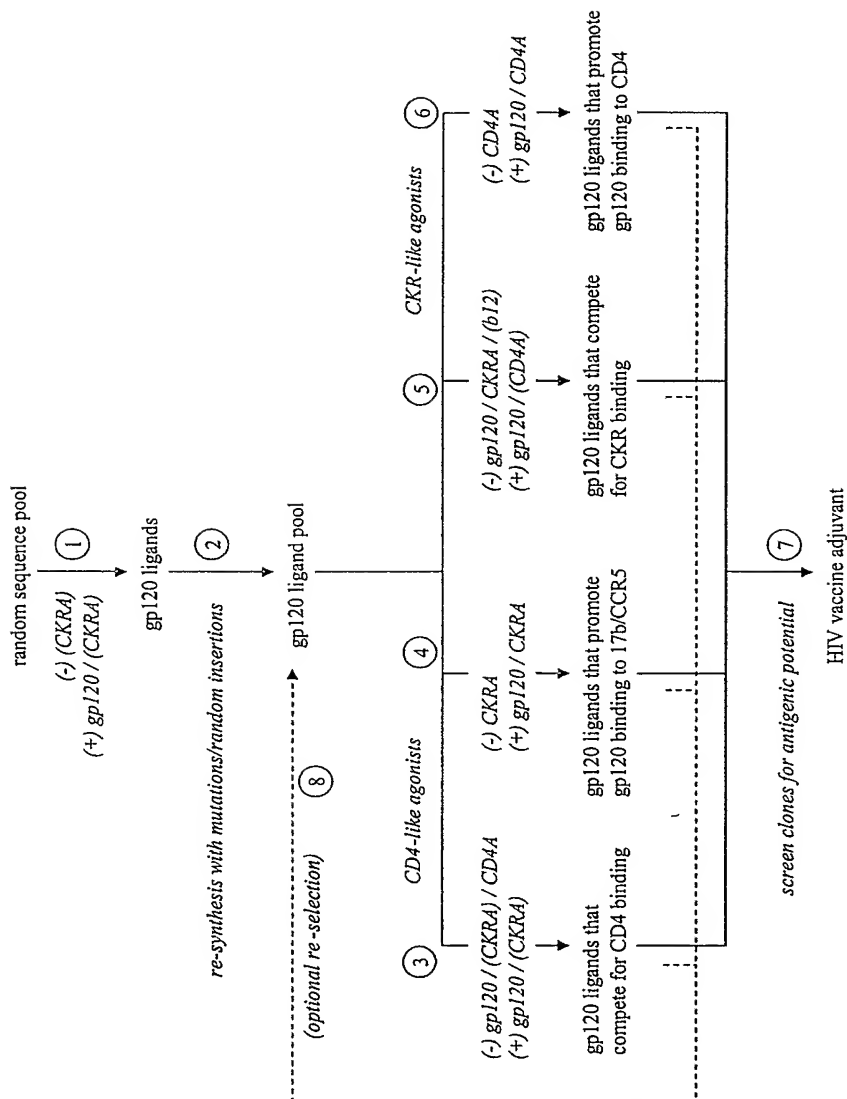 random sequence pool
(-) (CKRA)
(+) gp120 / (CKRA)
1
gp120 ligands
re-synthesis with mutations/random insertions
2
gp120 ligand pool
(optional re-selection)
8
CD4-like agonists
CKR-like agonists
3
(-) gp120 / (CKRA) / CD4A
(+) gp120 / (CKRA)
gp120 ligands that
compete for CD4 binding
4
(-) CKRA
(+) gp120 / CKRA
gp120 ligands that promote
gp120 binding to 17b/CCR5
5
(-) gp120 / CKRA / (b12)
(+) gp120 / (CD4A)
gp120 ligands that compete
for CKR binding
6
(-) CD4A
(+) gp120 / CD4A
gp120 ligands that promote
gp120 binding to CD4
screen clones for antigenic potential
7
HIV vaccine adjuvant